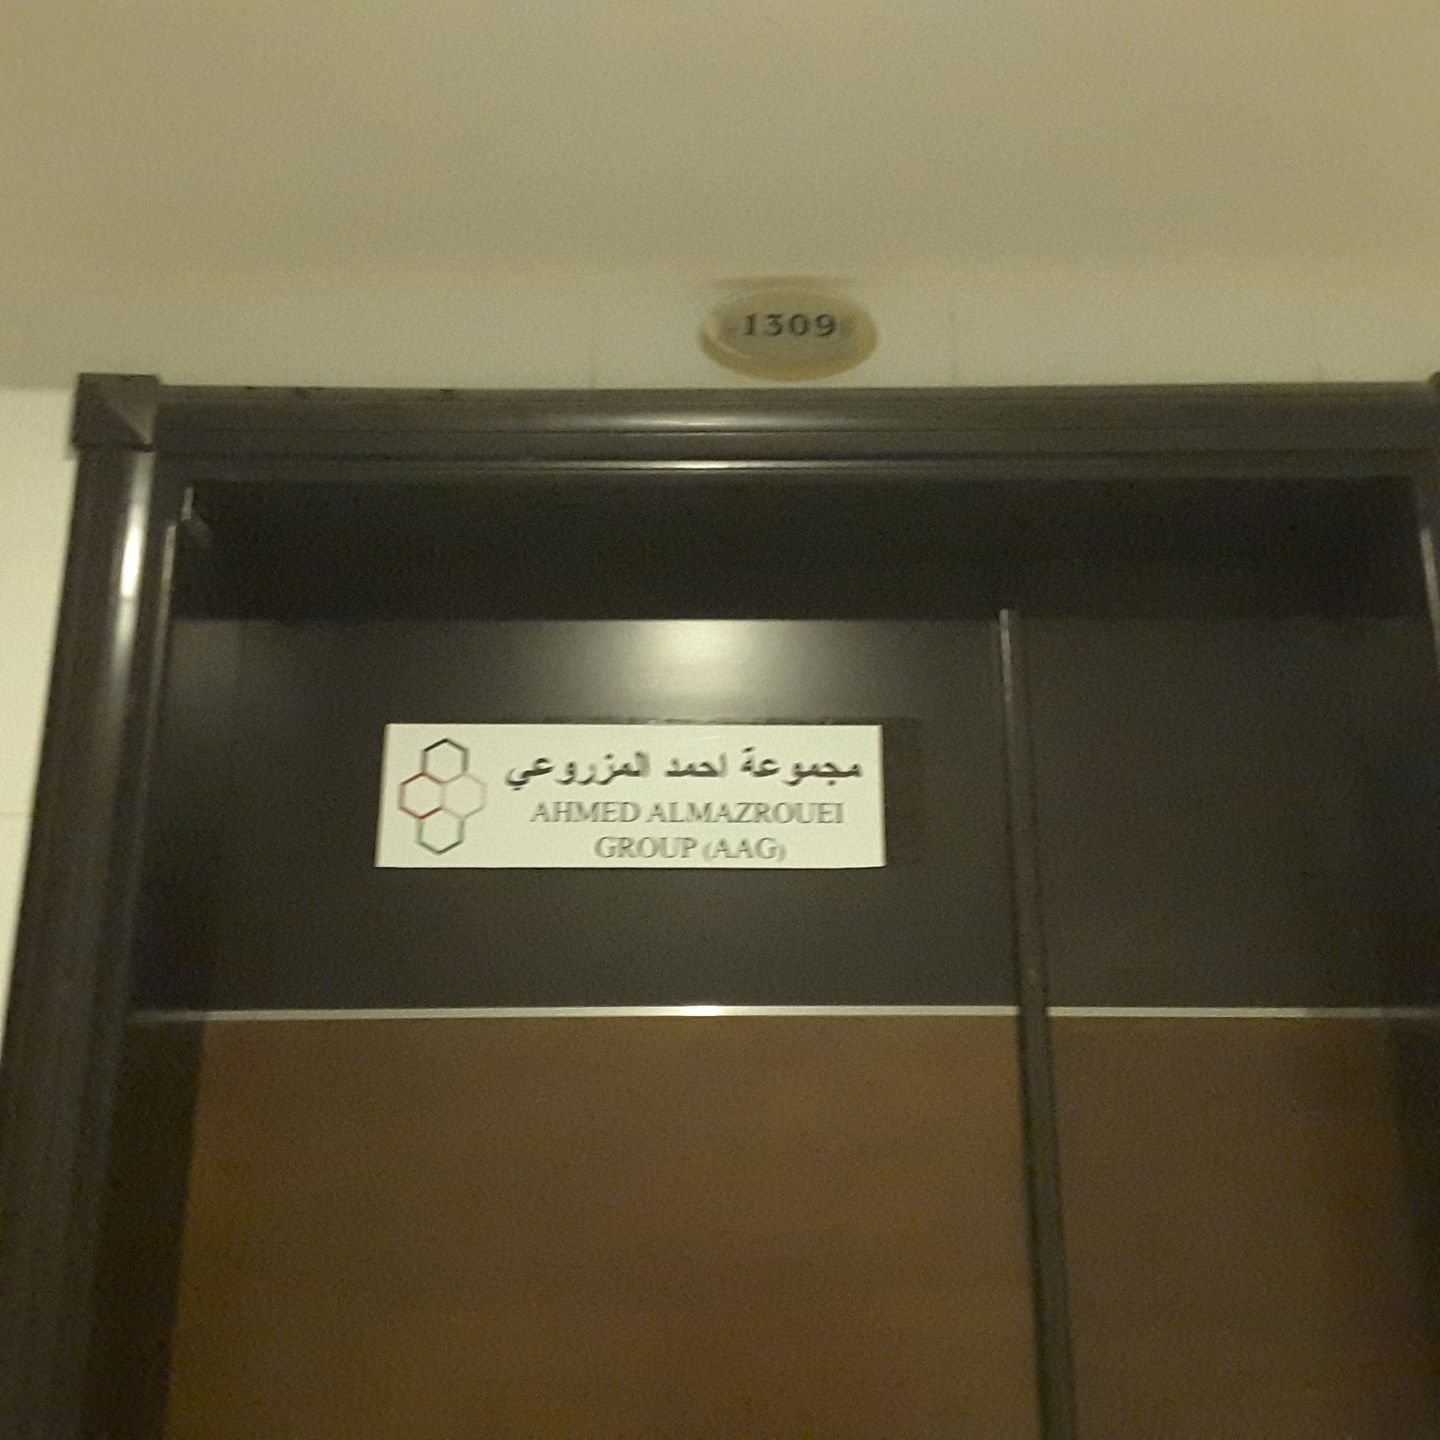 1309
مجموعة احمد المزروعي
AHMED ALMAZROUEI
GROUP (AAG)